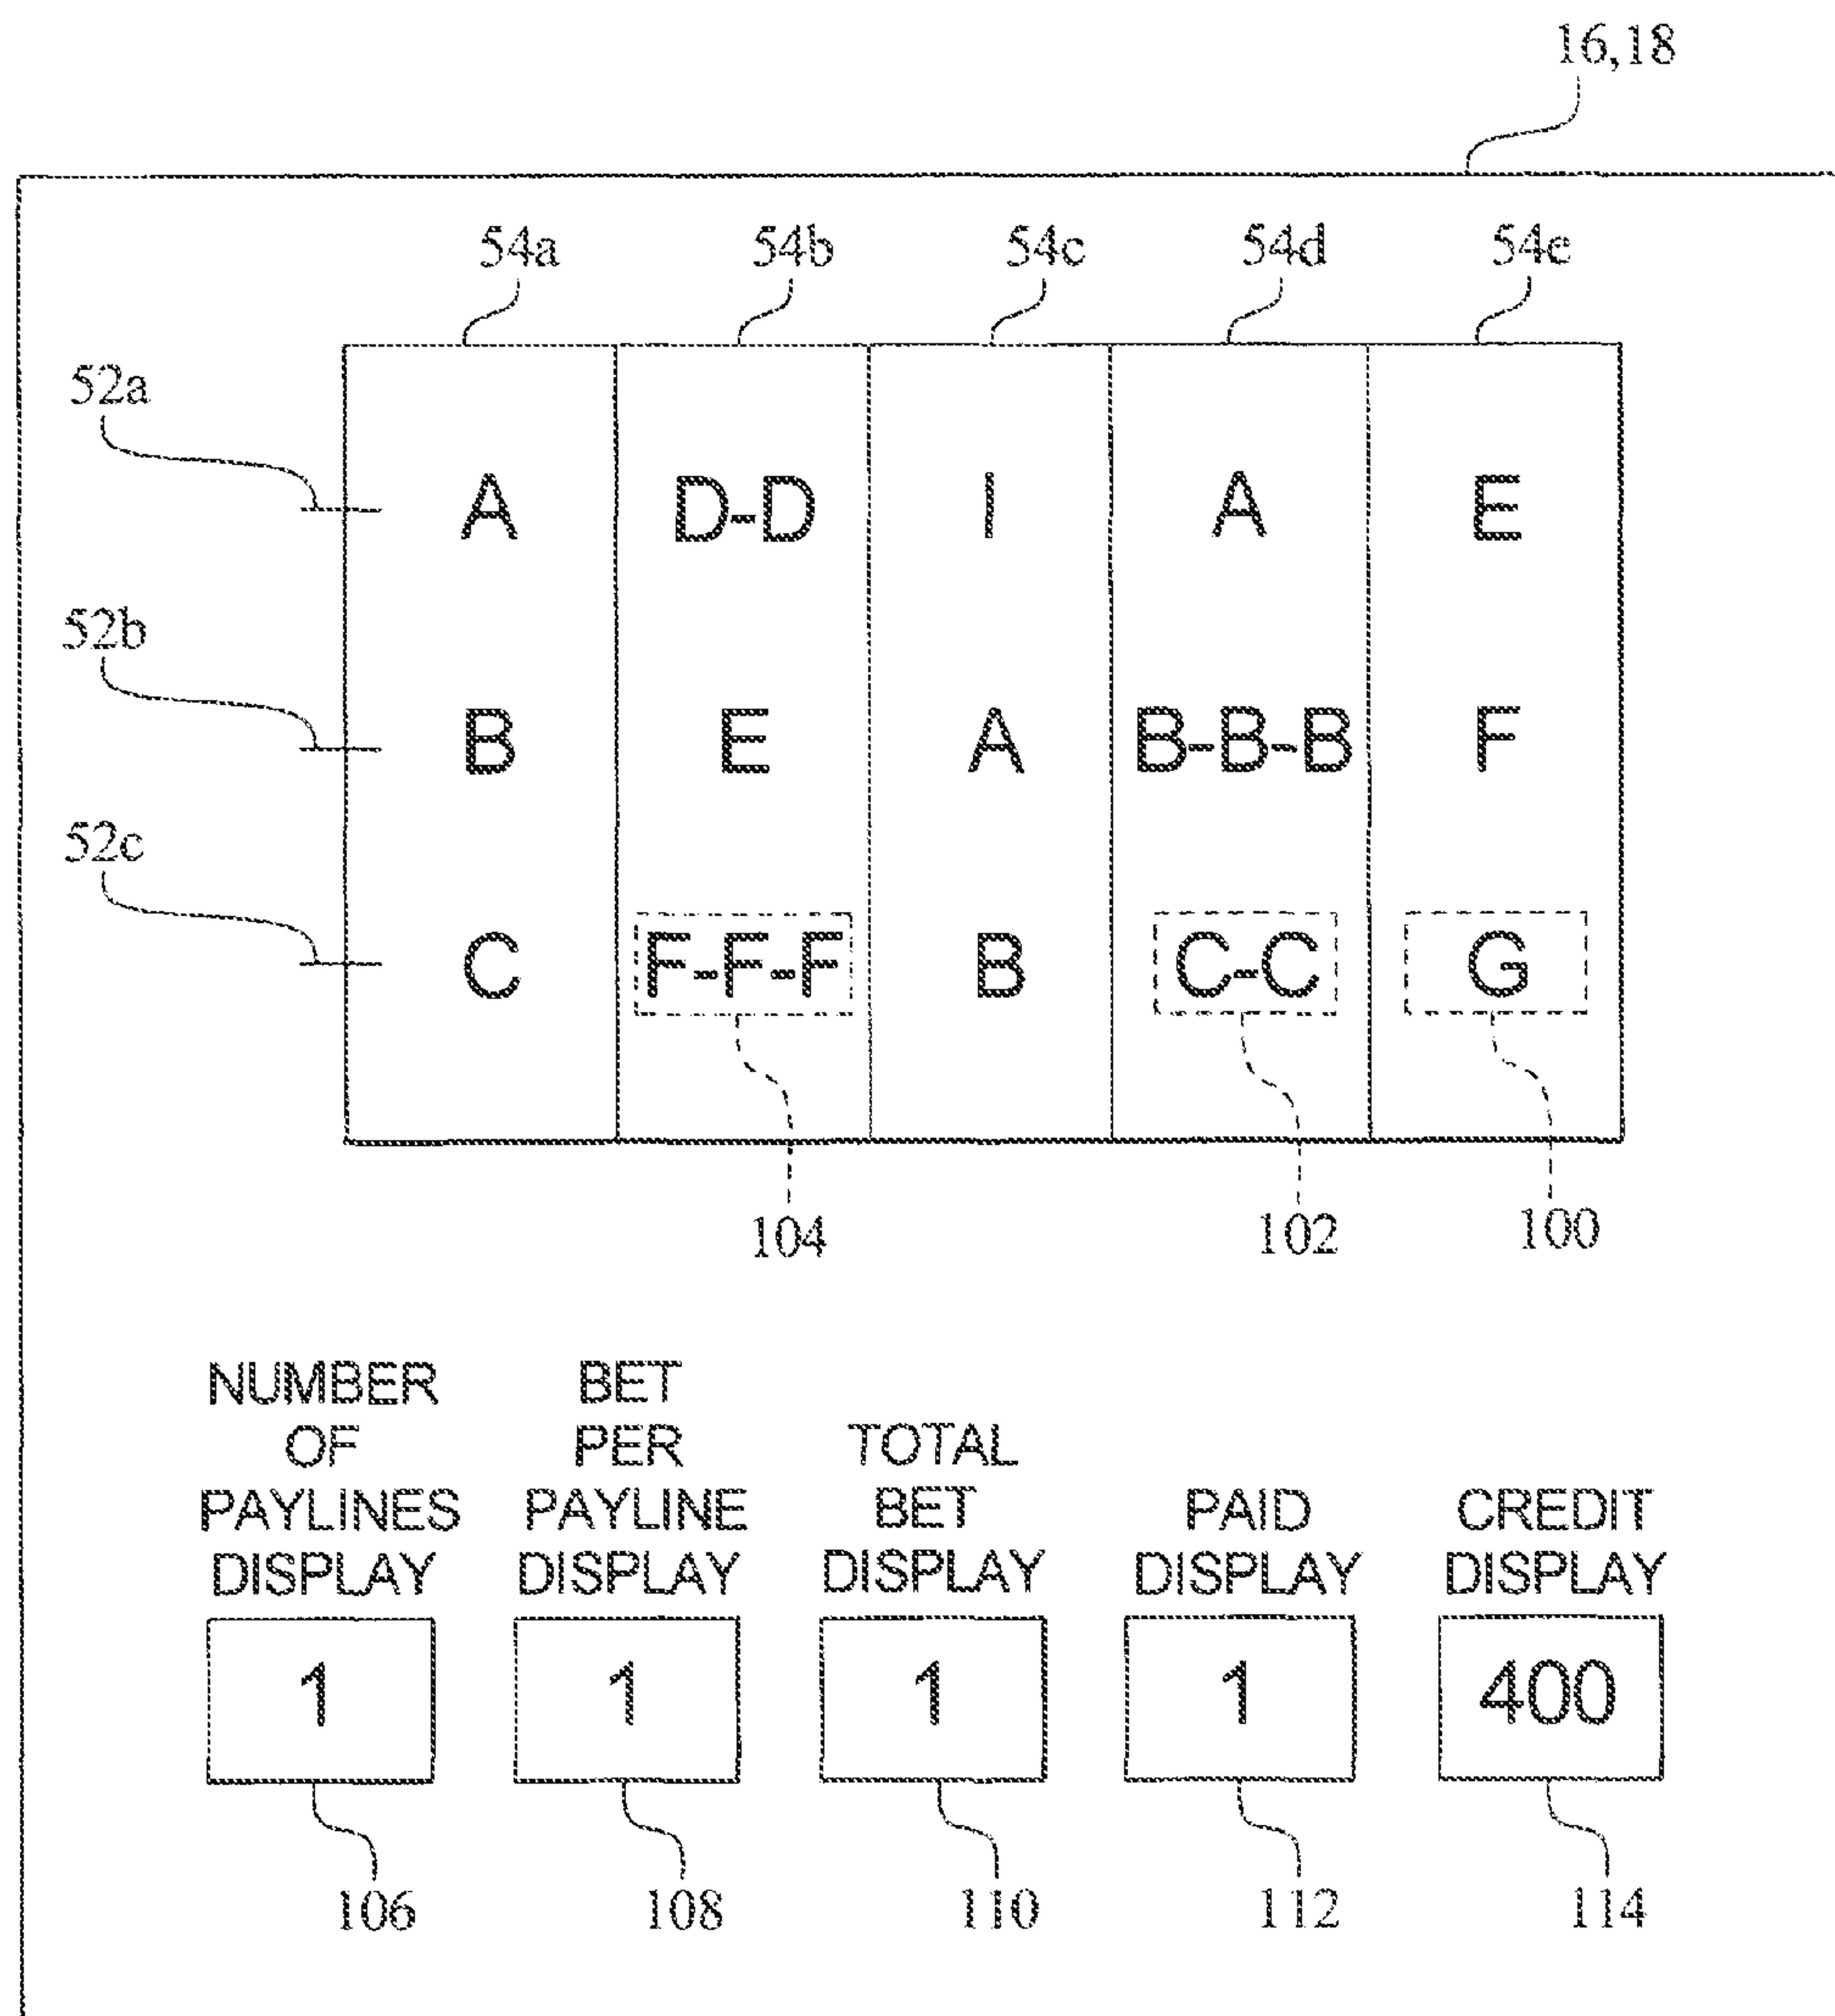 16,18
54a 54b 54c 54d 54e
52a
A D-D I A E
52b
B E A B-B-B F
52c
C F-F-F B C-C G
104 102 100
NUMBER BET
OF PER TOTAL
PAYLINES PAYLINE BET PAID CREDIT
DISPLAY DISPLAY DISPLAY DISPLAY DISPLAY
1 1 1 1 400
106 108 110 112 114